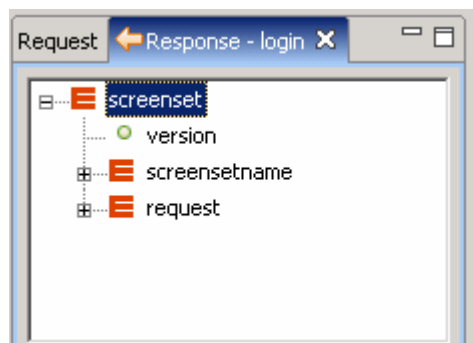 Request Response - login
screenset
version
screensetname
request